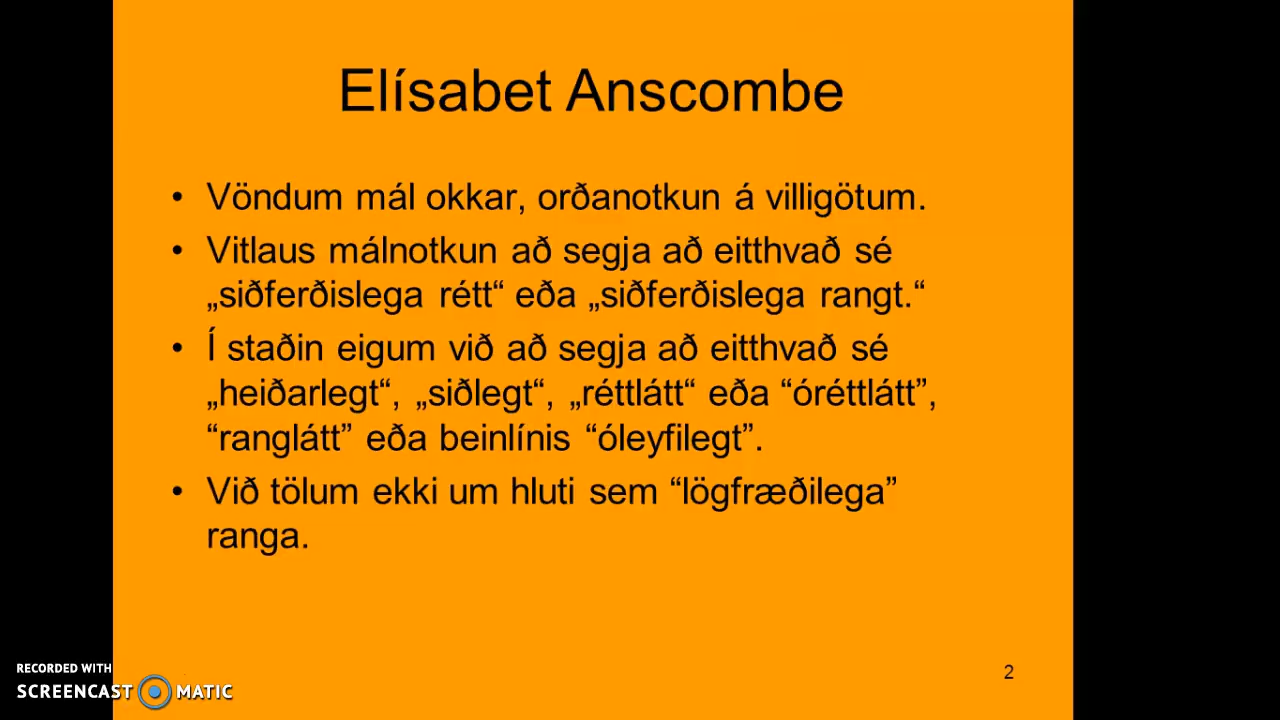 Elísabet Anscombe
• Vöndum mál okkar, orðanotkun á villigötum.
• Vitlaus málnotkun að segja að eitthvað sé
„siðferðislega rétt“ eða „siðferðislega rangt.“
• Í staðin eigum við að segja að eitthvað sé
„heiðarlegt“, „siðlegt“, „réttlátt“ eða “óréttlátt”,
“ranglátt” eða beinlínis “óleyfilegt”.
• Við tölum ekki um hluti sem “lögfræðilega”
ranga.
2
RECORDED WITH
SCREENCAST MATIC